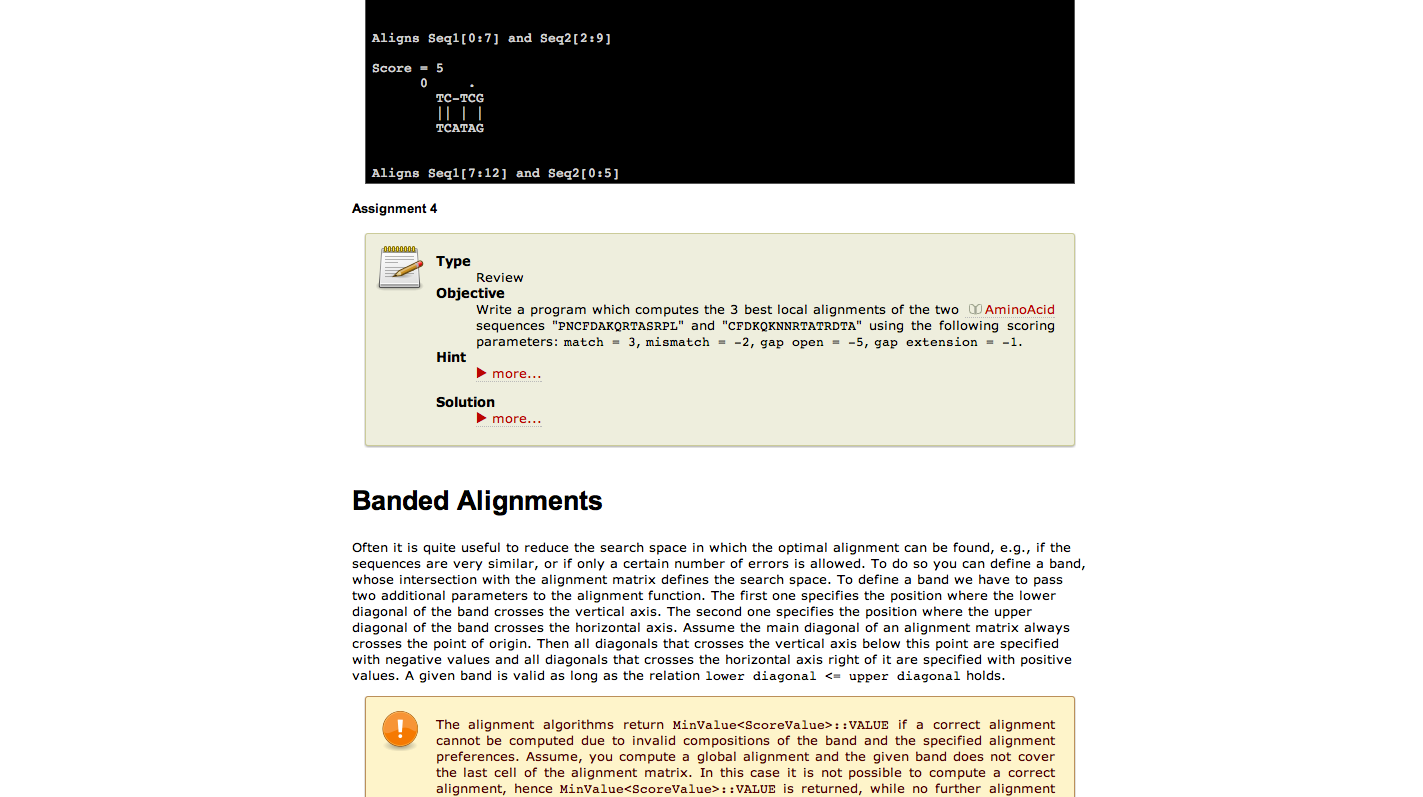 Aligns Seq1[0:7] and Seq2[2:9]
Score = 5
0     .
TC-TCG
|| | |
TCATAG
Aligns Seq1[7:12] and Seq2[0:5]
Assignment 4
Type
Review
Objective
Write a program which computes the 3 best local alignments of the two AminoAcid
sequences "PNCFDAKQRTASRPL" and "CFDKQKNNRTATRDTA" using the following scoring
parameters: match = 3, mismatch = -2, gap open = -5, gap extension = -1.
Hint
▶ more...
Solution
▶ more...
Banded Alignments
Often it is quite useful to reduce the search space in which the optimal alignment can be found, e.g., if the
sequences are very similar, or if only a certain number of errors is allowed. To do so you can define a band,
whose intersection with the alignment matrix defines the search space. To define a band we have to pass
two additional parameters to the alignment function. The first one specifies the position where the lower
diagonal of the band crosses the vertical axis. The second one specifies the position where the upper
diagonal of the band crosses the horizontal axis. Assume the main diagonal of an alignment matrix always
crosses the point of origin. Then all diagonals that crosses the vertical axis below this point are specified
with negative values and all diagonals that crosses the horizontal axis right of it are specified with positive
values. A given band is valid as long as the relation lower diagonal <= upper diagonal holds.
The alignment algorithms return MinValue<ScoreValue>::VALUE if a correct alignment
cannot be computed due to invalid compositions of the band and the specified alignment
preferences. Assume, you compute a global alignment and the given band does not cover
the last cell of the alignment matrix. In this case it is not possible to compute a correct
alignment, hence MinValue<ScoreValue>::VALUE is returned, while no further alignment